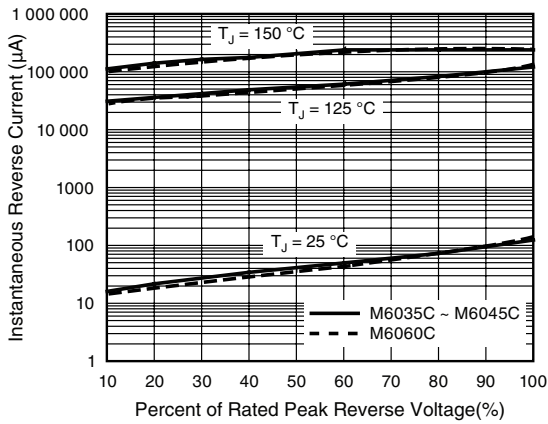 Instantaneous Reverse Current (µA)
1 000 000
100 000
10 000
1000
100
10
1
T_J = 150 °C
T_J = 125 °C
T_J = 25 °C
M6035C ~ M6045C
M6060C
10 20 30 40 50 60 70 80 90 100
Percent of Rated Peak Reverse Voltage(%)